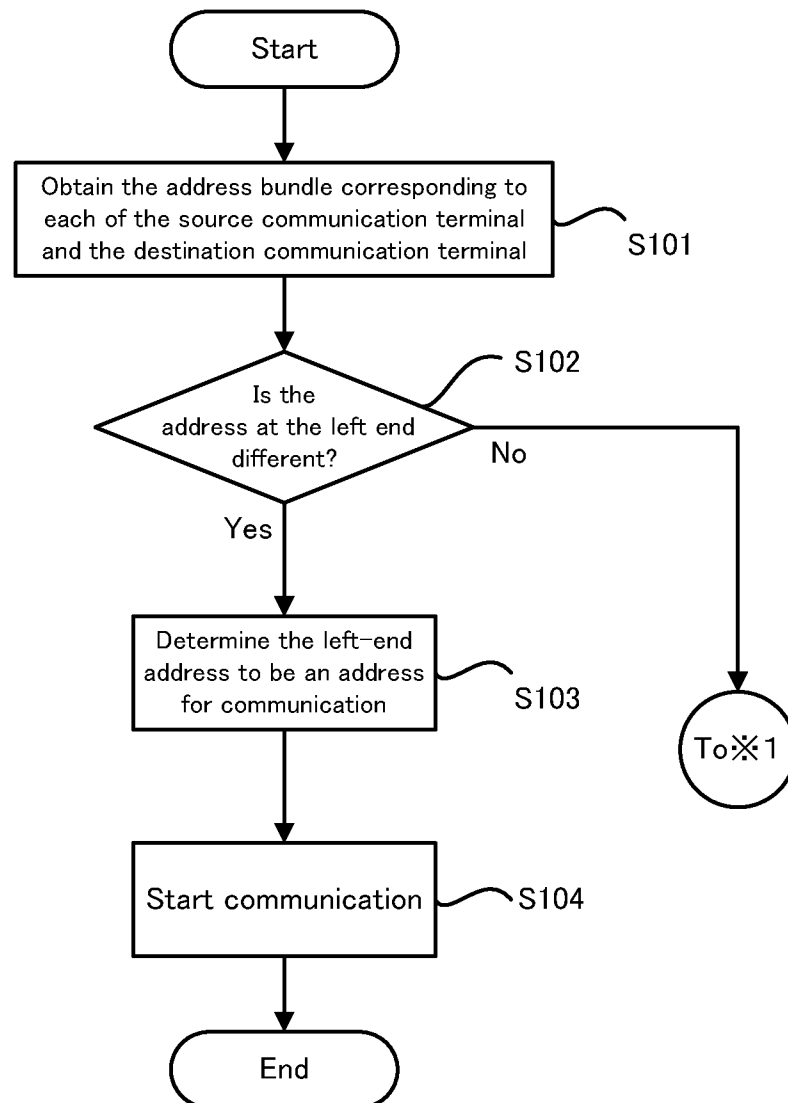 Start
Obtain the address bundle corresponding to
each of the source communication terminal
and the destination communication terminal
S101
S102
Is the
address at the left end
different?
No
Yes
Determine the left-end
address to be an address
for communication
S103
To※1
Start communication
S104
End